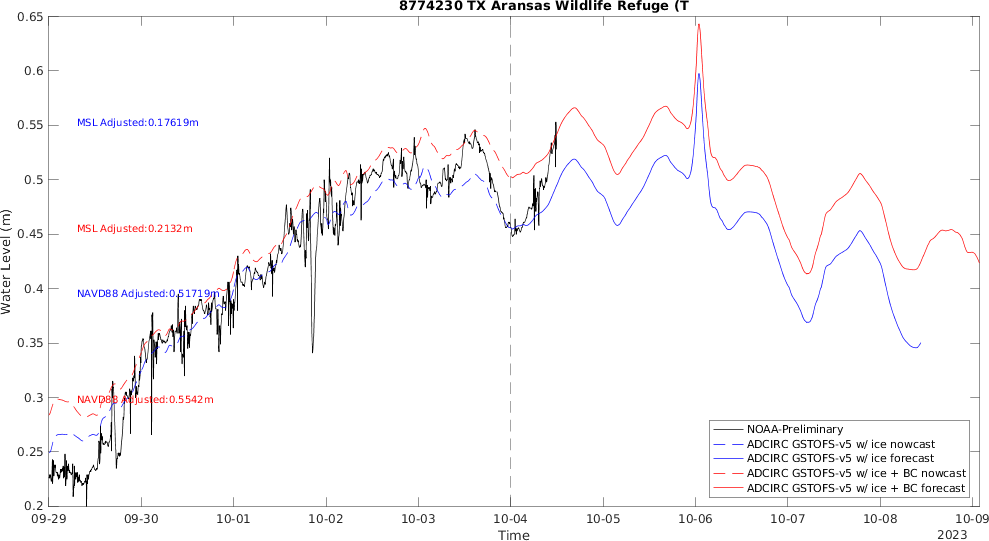 8774230 TX Aransas Wildlife Refuge (T
0.65
0.6
0.55
0.5
0.45
0.4
0.35
0.3
0.25
0.2
Water Level (m)
MSL Adjusted:0.17619m
MSL Adjusted:0.2132m
NAVD88 Adjusted:0.51719m
NAVD88 Adjusted:0.5542m
NOAA-Preliminary
ADCIRC GSTOFS-v5 w/ ice nowcast
ADCIRC GSTOFS-v5 w/ ice forecast
ADCIRC GSTOFS-v5 w/ ice + BC nowcast
ADCIRC GSTOFS-v5 w/ ice + BC forecast
09-29 09-30 10-01 10-02 10-03 10-04 10-05 10-06 10-07 10-08 10-09
Time
2023